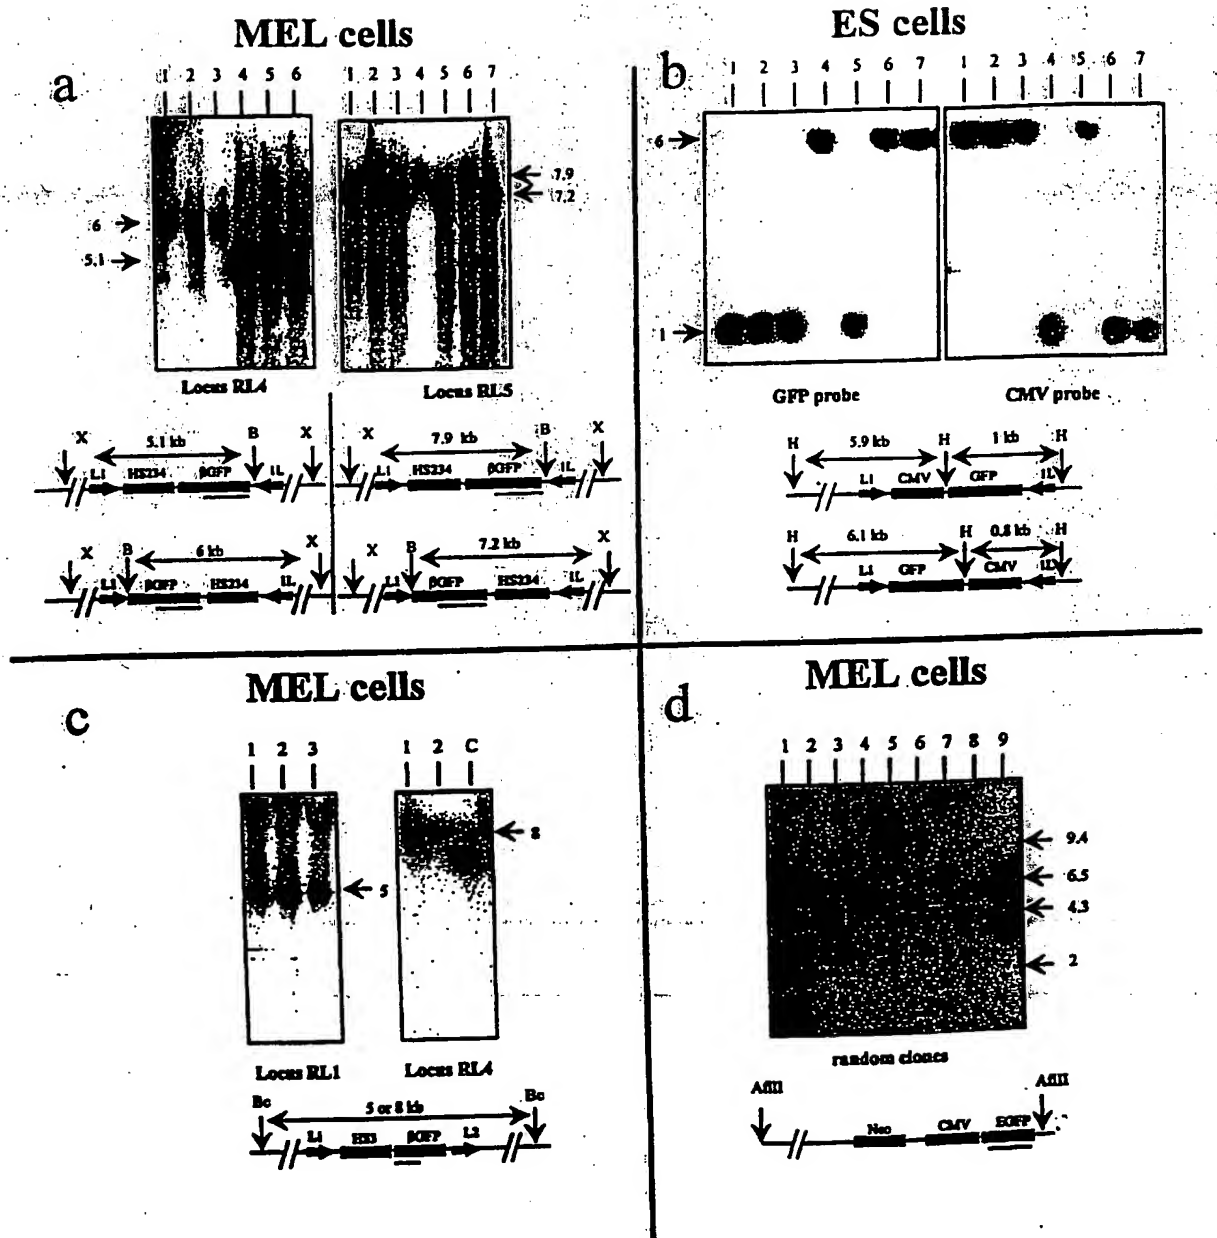 MEL cells
a
1 2 3 4 5 6
1 2 3 4 5 6 7
6
5.1
7.9
7.2
Locus RL4
Locus RL5
X 5.1 kb B X
L1 HS234 βGFP 1L
X B 6 kb X
L1 βGFP HS234 1L
X 7.9 kb B X
L1 HS234 βGFP 1L
X B 7.2 kb X
L1 βGFP HS234 1L
ES cells
b
1 2 3 4 5 6 7
1 2 3 4 5 6 7
6
1
GFP probe
CMV probe
H 5.9 kb H 1 kb H
L1 CMV GFP 1L
H 6.1 kb H 0.8 kb H
L1 GFP CMV
MEL cells
c
1 2 3
1 2 C
5
8
Locus RL1
Locus RL4
Bc 5 or 8 kb Bc
L1 HS3 βGFP L2
MEL cells
d
1 2 3 4 5 6 7 8 9
9.4
6.5
4.3
2
random clones
AflII AflII
Neo CMV EGFP